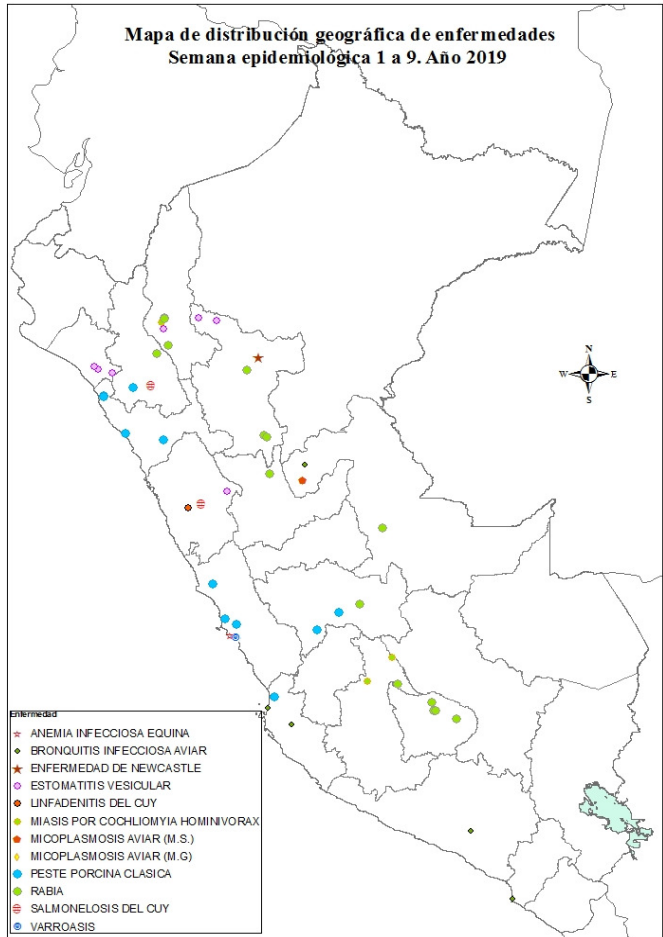 Mapa de distribución geográfica de enfermedades
Semana epidemiológica 1 a 9. Año 2019
N
W E
S
Enfermedad
ANEMIA INFECCIOSA EQUINA
BRONQUITIS INFECCIOSA AVIAR
ENFERMEDAD DE NEWCASTLE
ESTOMATITIS VESICULAR
LINFADENITIS DEL CUY
MIASIS POR COCHLIOMYIA HOMINIVORAX
MICOPLASMOSIS AVIAR (M.S.)
MICOPLASMOSIS AVIAR (M.G)
PESTE PORCINA CLASICA
RABIA
SALMONELOSIS DEL CUY
VARROASIS